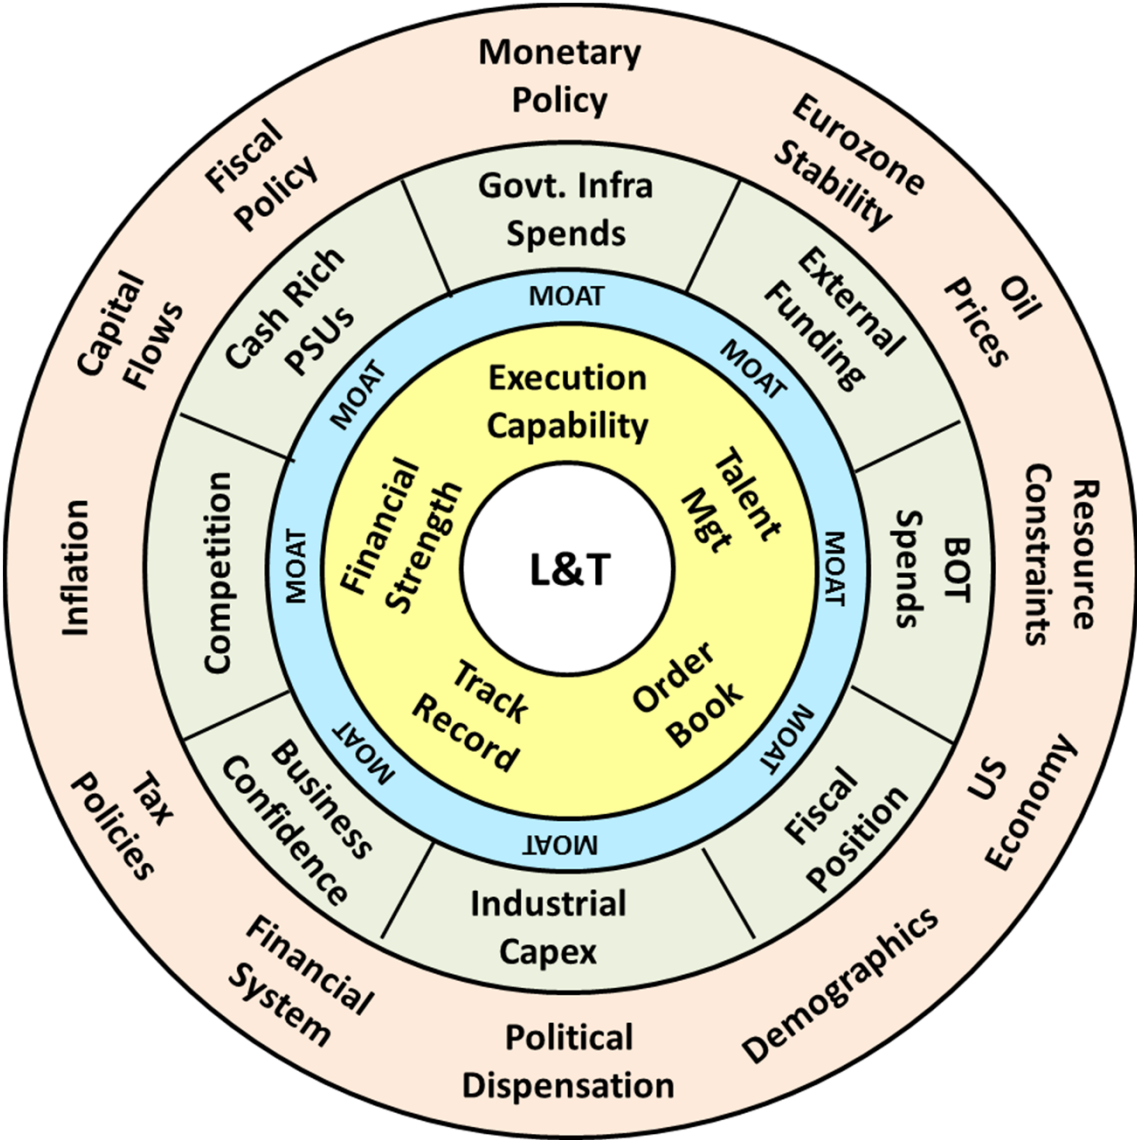 Monetary
Policy
Eurozone
Stability
Oil
Prices
Resource
Constraints
US
Economy
Demographics
Political
Dispensation
Financial
System
Tax
Policies
Inflation
Capital
Flows
Fiscal
Policy
Govt. Infra
Spends
External
Funding
BOT
Spends
Fiscal
Position
Industrial
Capex
Business
Confidence
Competition
Cash Rich
PSUs
MOAT
MOAT
MOAT
MOAT
MOAT
MOAT
MOAT
MOAT
Execution
Capability
Talent
Mgt
Order
Book
Track
Record
Financial
Strength
L&T